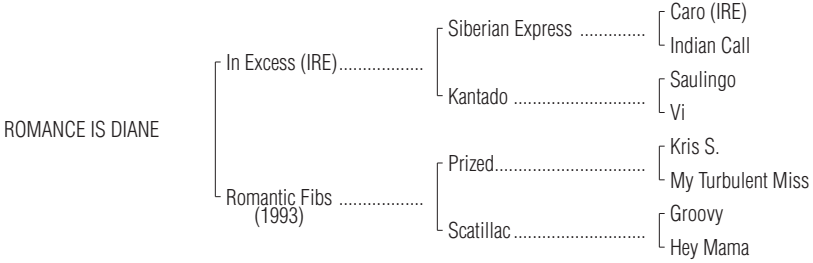 Caro (IRE)
Siberian Express ..............
Indian Call
In Excess (IRE)..................
Saulingo
Kantado ............................
Vi
ROMANCE IS DIANE
Kris S.
Prized................................
My Turbulent Miss
Romantic Fibs ..................
(1993)
Groovy
Scatillac ............................
Hey Mama